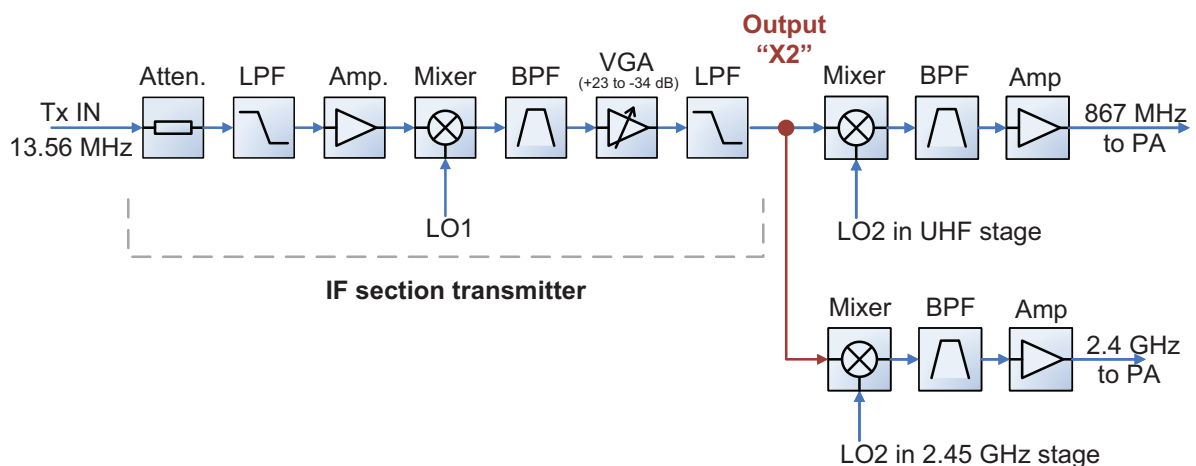 Output
“X2”
Atten.
LPF
Amp.
Mixer
BPF
VGA
(+23 to -34 dB)
LPF
Mixer
BPF
Amp
Tx IN
13.56 MHz
867 MHz
to PA
LO1
LO2 in UHF stage
IF section transmitter
Mixer
BPF
Amp
2.4 GHz
to PA
LO2 in 2.45 GHz stage